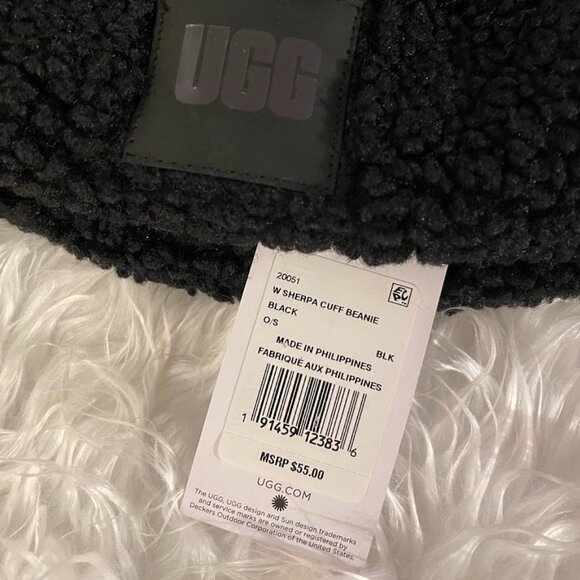 UGG
20051
W SHERPA CUFF BEANIE
BLACK
O/S
BLK
MADE IN PHILIPPINES
FABRIQUÉ AUX PHILIPPINES
1 91459 12383 6
MSRP $55.00
UGG.COM
The UGG, UGG design and Sun design trademarks
and service marks are owned or registered by
Deckers Outdoor Corporation of the United States.